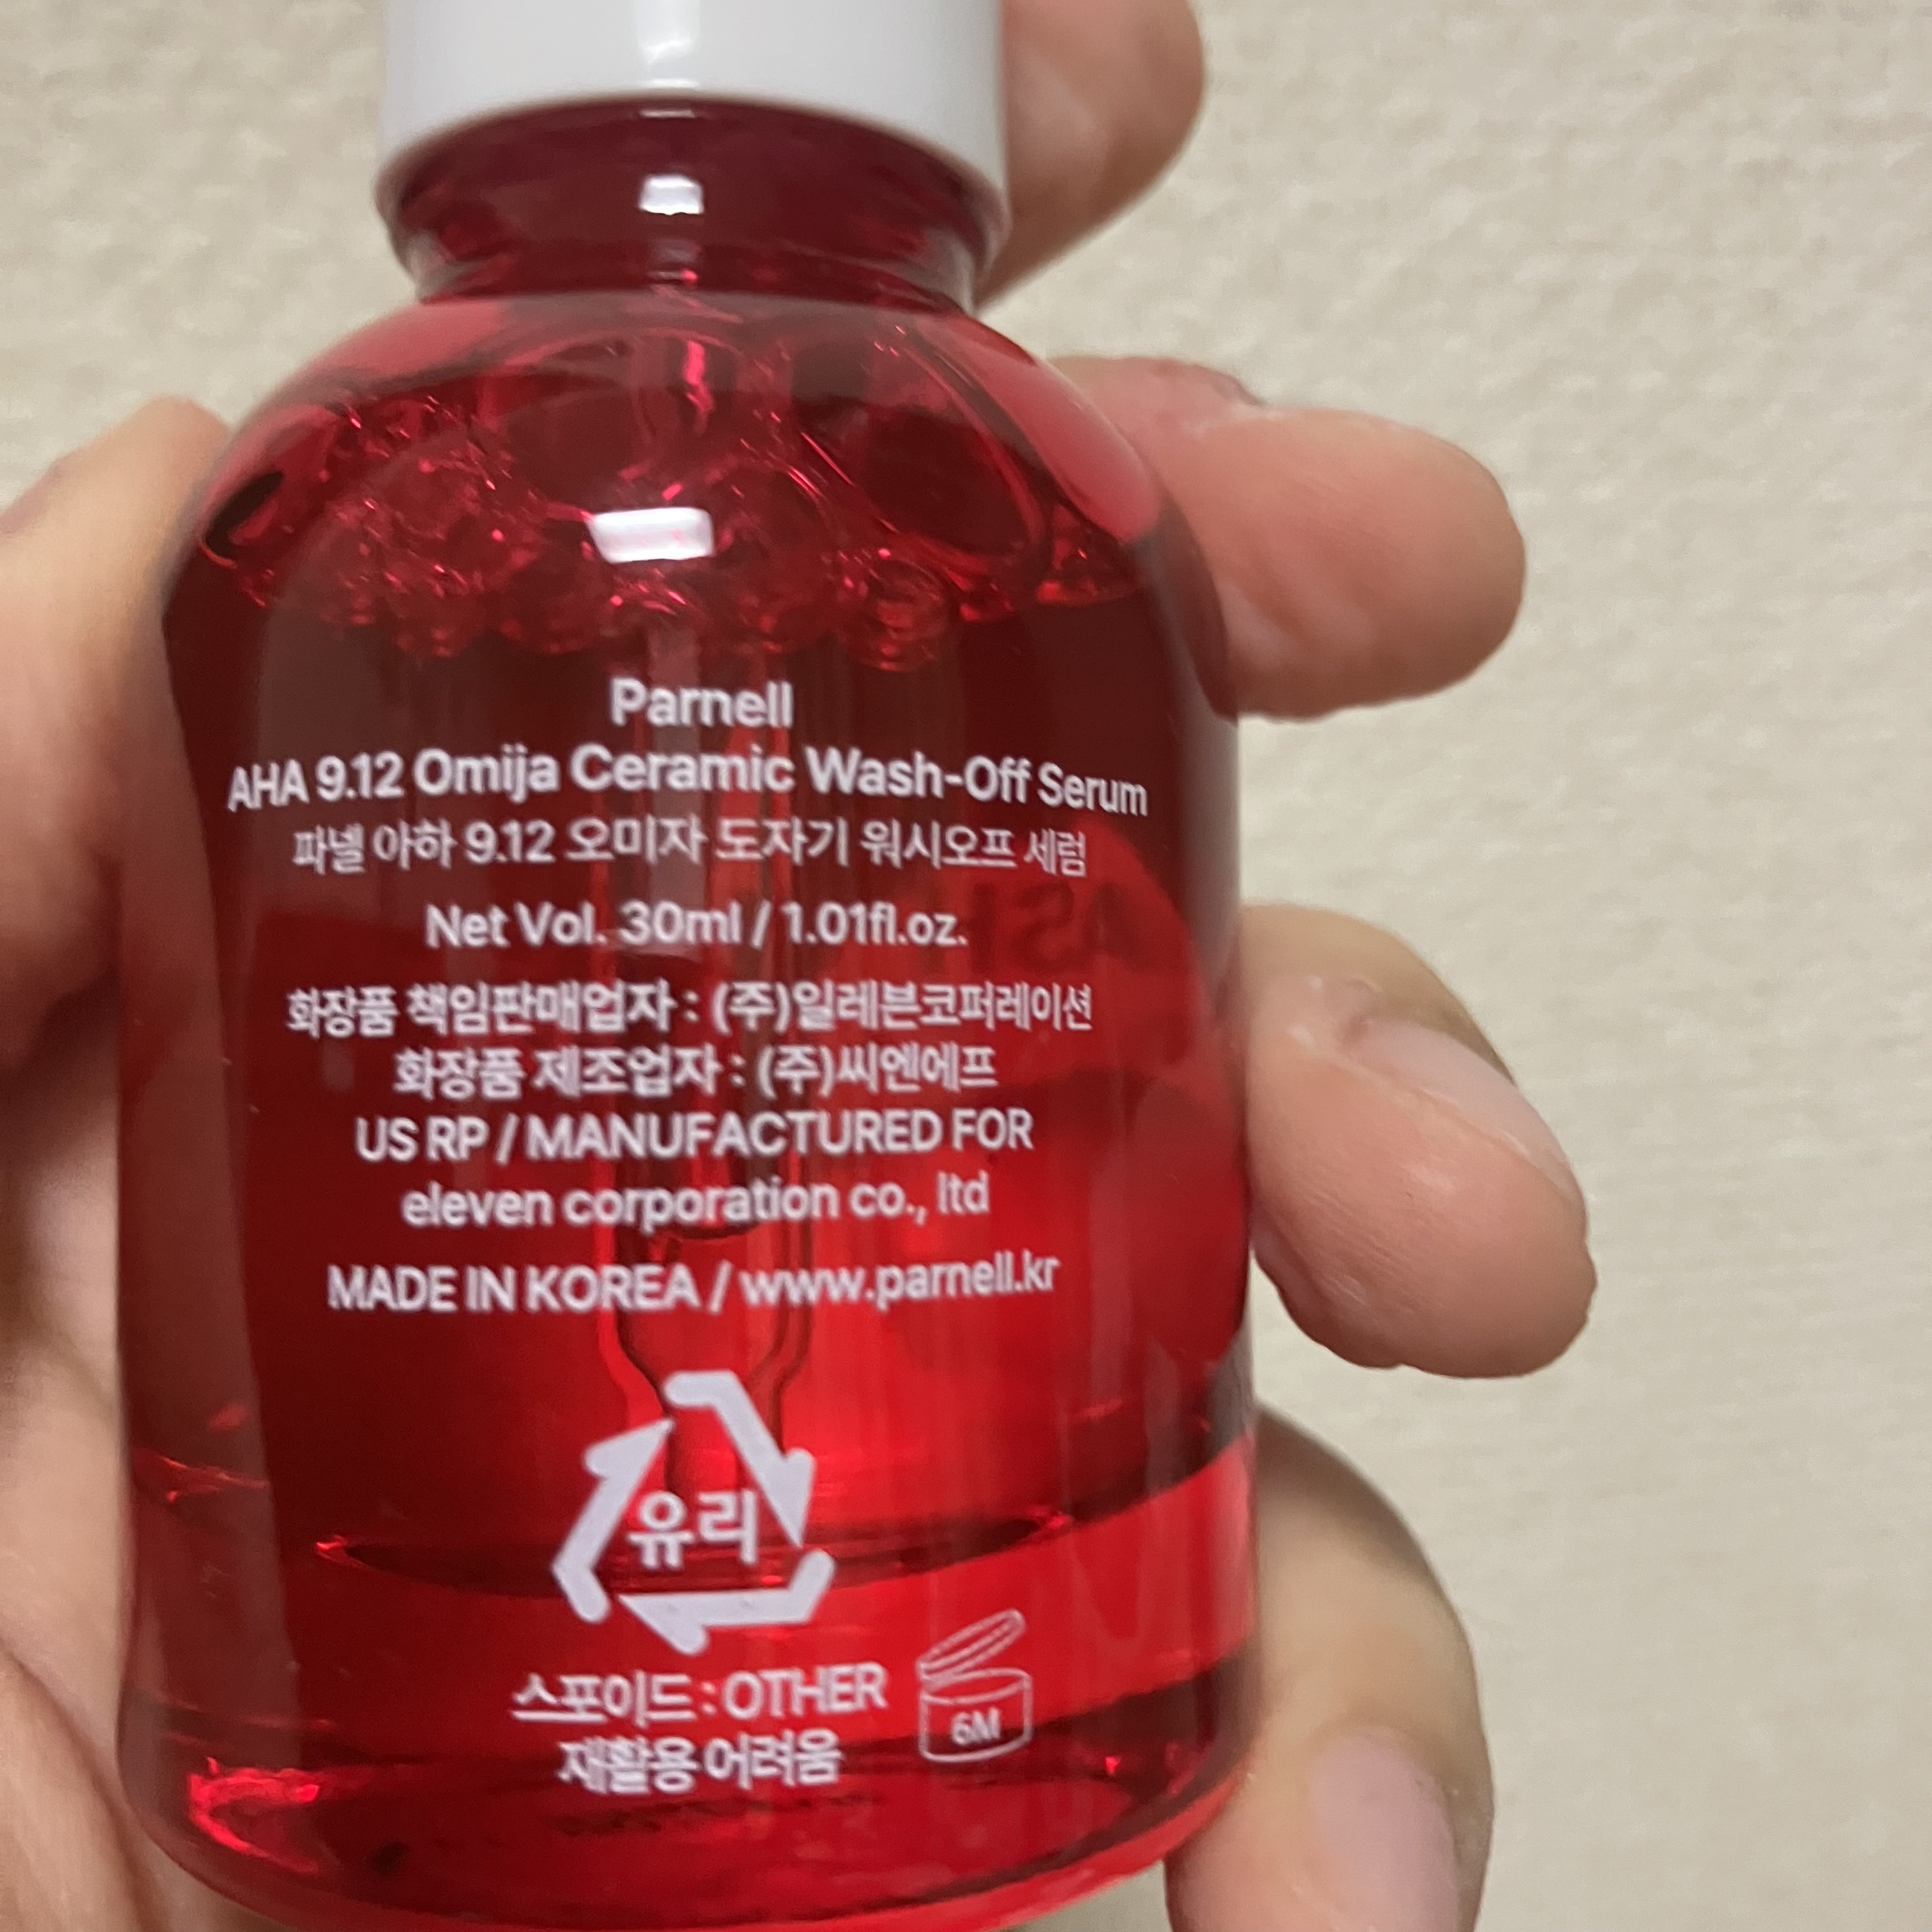 Parnell
AHA 9.12 Omija Ceramic Wash-Off Serum
파넬 아하 9.12 오미자 도자기 워시오프 세럼
Net Vol. 30ml / 1.01fl.oz.
화장품 책임판매업자 : (주)일레븐코퍼레이션
화장품 제조업자 : (주)씨엔에프
US RP / MANUFACTURED FOR
eleven corporation co., ltd
MADE IN KOREA / www.parnell.kr
유리
스포이드 : OTHER
6M
재활용 어려움